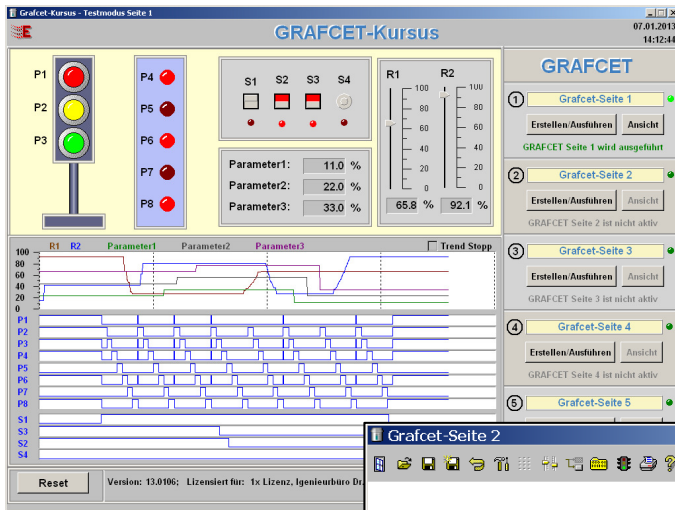 Grafcet-Kursus - Testmodus Seite 1
E
GRAFCET-Kursus
07.01.2013
14:12:44
P1
P2
P3
P4
P5
P6
P7
P8
S1 S2 S3 S4
Parameter1: 11.0 %
Parameter2: 22.0 %
Parameter3: 33.0 %
R1 R2
100 100
80 80
60 60
40 40
20 20
0 0
65.8 % 92.1 %
GRAFCET
1 Grafcet-Seite 1
Erstellen/Ausführen Ansicht
GRAFCET Seite 1 wird ausgeführt
2 Grafcet-Seite 2
Erstellen/Ausführen Ansicht
GRAFCET Seite 2 ist nicht aktiv
3 Grafcet-Seite 3
Erstellen/Ausführen Ansicht
GRAFCET Seite 3 ist nicht aktiv
4 Grafcet-Seite 4
Erstellen/Ausführen Ansicht
GRAFCET Seite 4 ist nicht aktiv
5 Grafcet-Seite 5
R1 R2 Parameter1 Parameter2 Parameter3 Trend Stopp
100
80
60
40
20
0
P1
P2
P3
P4
P5
P6
P7
P8
S1
S3
S2
S4
Reset
Version: 13.0106; Lizensiert für: 1x Lizenz, Igenieurbüro Dr.
Grafcet-Seite 2